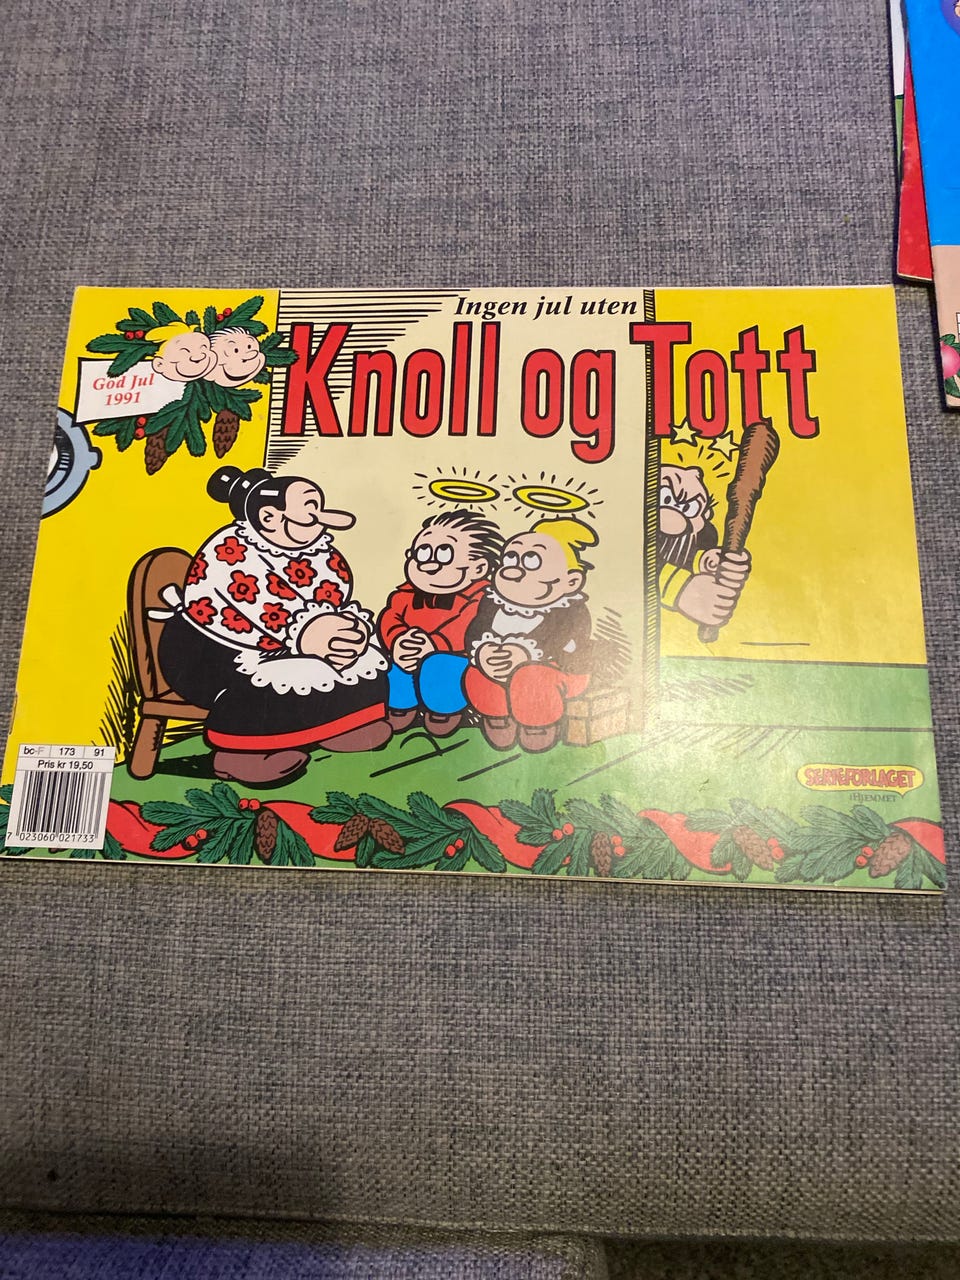 Ingen jul uten
Knoll og Tott
God Jul
1991
bc-F 173 91
Pris kr 19,50
7 023060 021733
SERIEFORLAGET
i HJEMMET